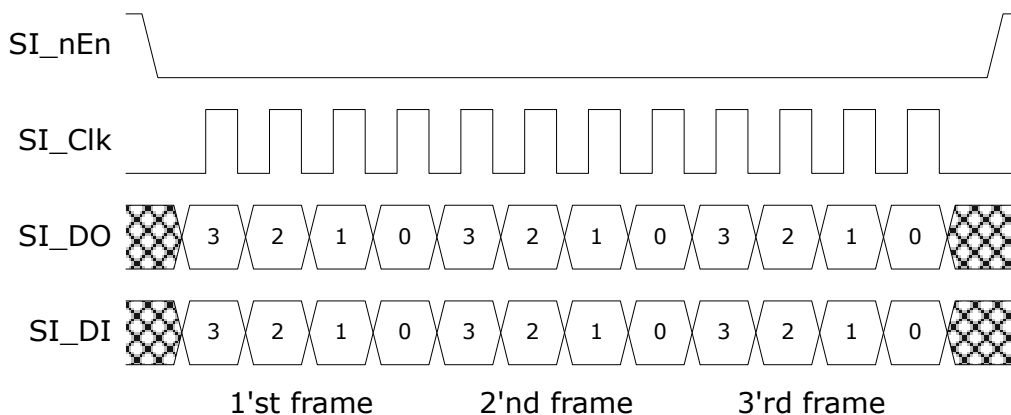 SI_nEn
SI_Clk
SI_DO 3 2 1 0 3 2 1 0 3 2 1 0
SI_DI 3 2 1 0 3 2 1 0 3 2 1 0
1'st frame 2'nd frame 3'rd frame